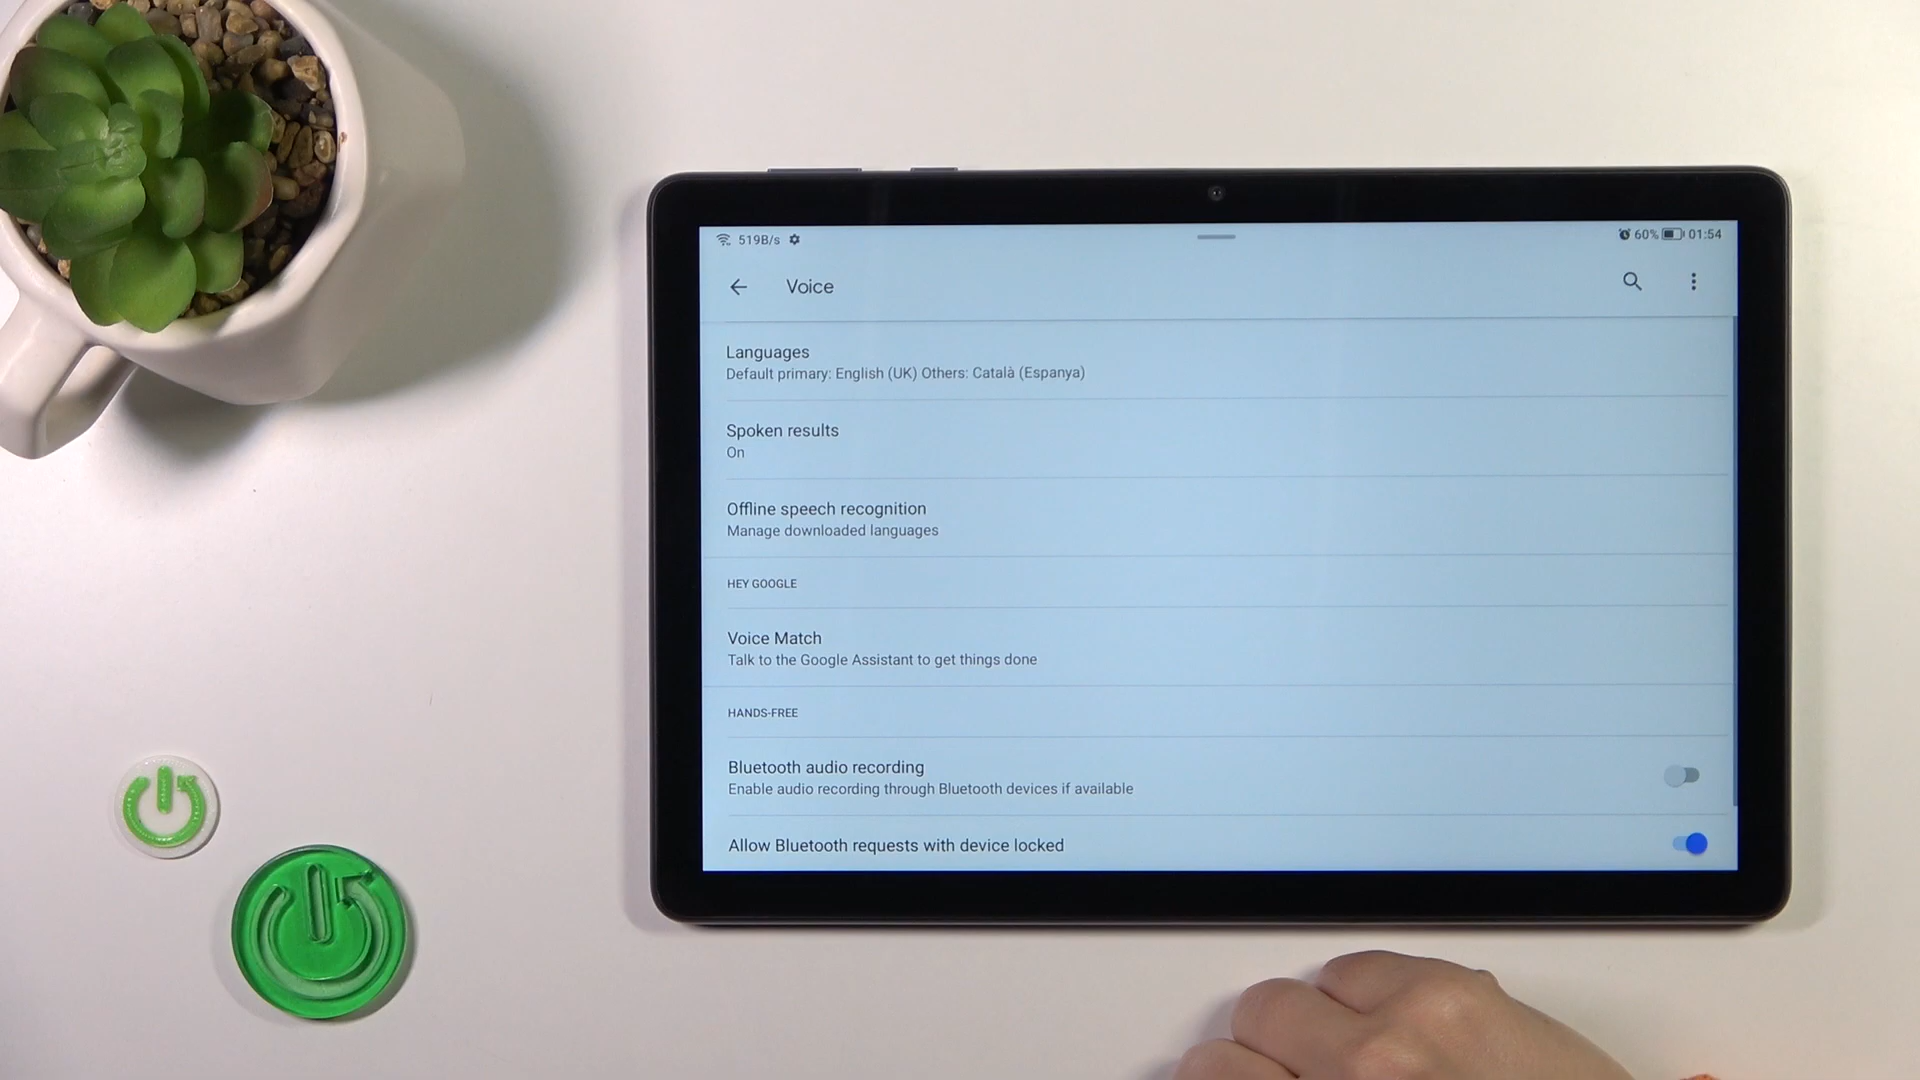 519B/s
60% 01:54
Voice
Languages
Default primary: English (UK) Others: Català (Espanya)
Spoken results
On
Offline speech recognition
Manage downloaded languages
HEY GOOGLE
Voice Match
Talk to the Google Assistant to get things done
HANDS-FREE
Bluetooth audio recording
Enable audio recording through Bluetooth devices if available
Allow Bluetooth requests with device locked